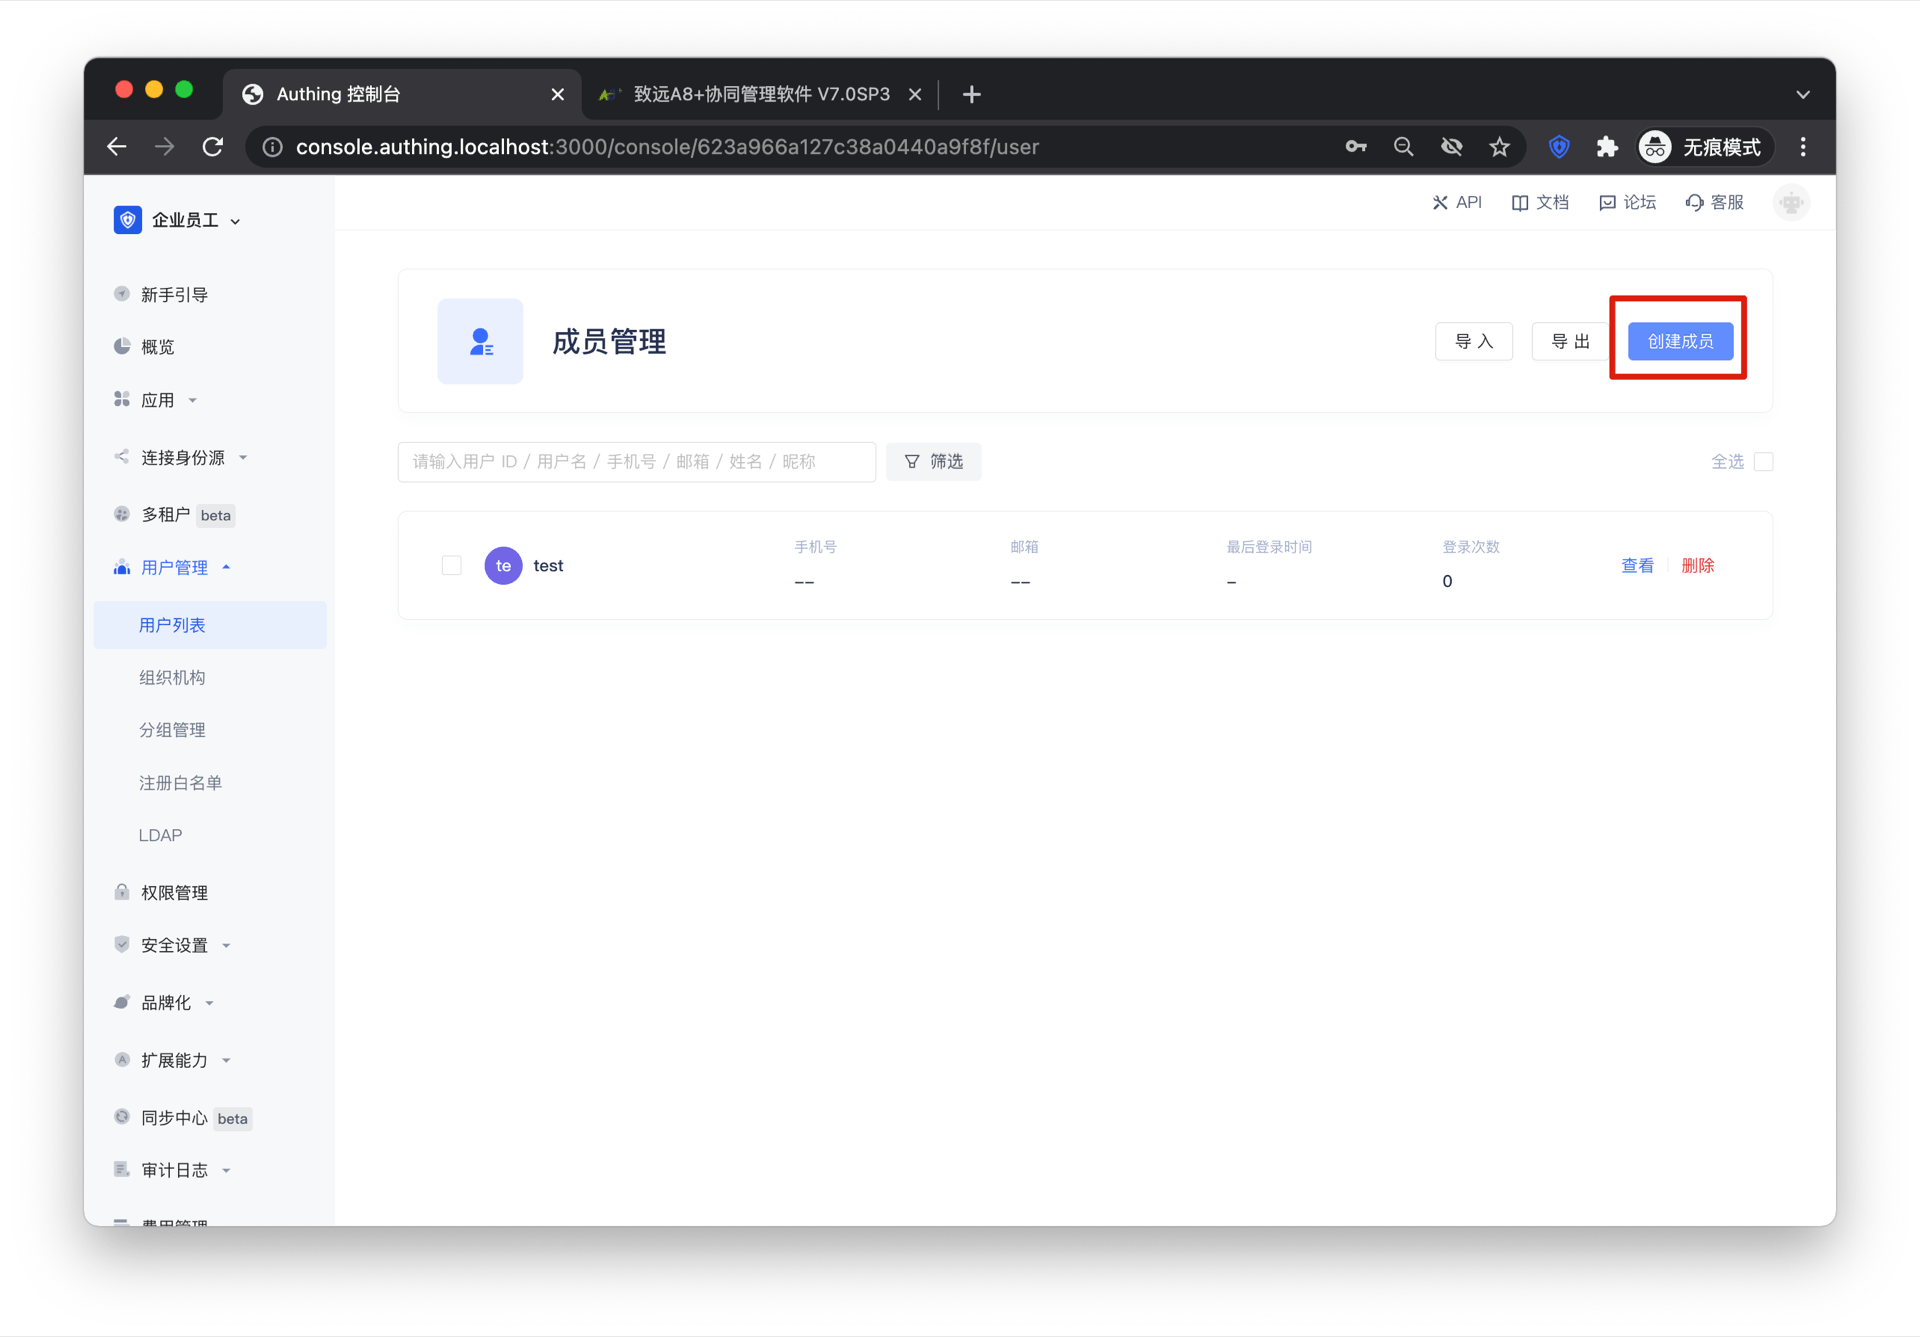 Authing 控制台
致远A8+协同管理软件 V7.0SP3
console.authing.localhost:3000/console/623a966a127c38a0440a9f8f/user
无痕模式
企业员工
API
文档
论坛
客服
新手引导
概览
应用
连接身份源
多租户 beta
用户管理
用户列表
组织机构
分组管理
注册白名单
LDAP
权限管理
安全设置
品牌化
扩展能力
同步中心 beta
审计日志
费用管理
成员管理
导 入
导 出
创建成员
请输入用户 ID / 用户名 / 手机号 / 邮箱 / 姓名 / 昵称
筛选
全选
te
test
手机号
--
邮箱
--
最后登录时间
-
登录次数
0
查看
删除